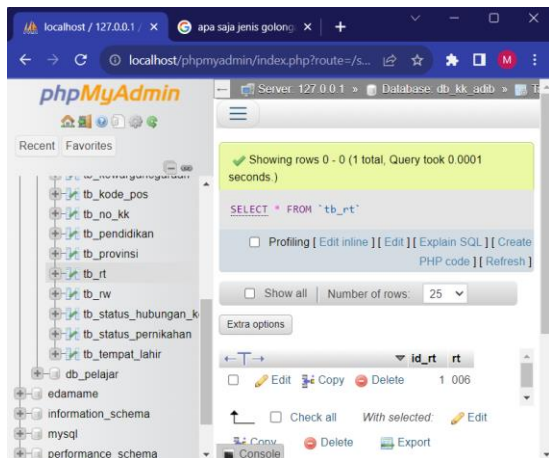 localhost / 127.0.0.1 /
apa saja jenis golong
localhost/phpmyadmin/index.php?route=/s...
M
phpMyAdmin
Recent Favorites
tb_kode_pos
tb_no_kk
tb_pendidikan
tb_provinsi
tb_rt
tb_rw
tb_status_hubungan_k
tb_status_pernikahan
tb_tempat_lahir
db_pelajar
edamame
information_schema
mysql
performance_schema
Server: 127.0.0.1 » Database: db_kk_adib »
Showing rows 0 - 0 (1 total, Query took 0.0001
seconds.)
SELECT * FROM `tb_rt`
Profiling [ Edit inline ] [ Edit ] [ Explain SQL ] [ Create
PHP code ] [ Refresh ]
Show all Number of rows: 25
Extra options
←T→ id_rt rt
Edit Copy Delete 1 006
Check all With selected: Edit
Copy Delete Export
Console